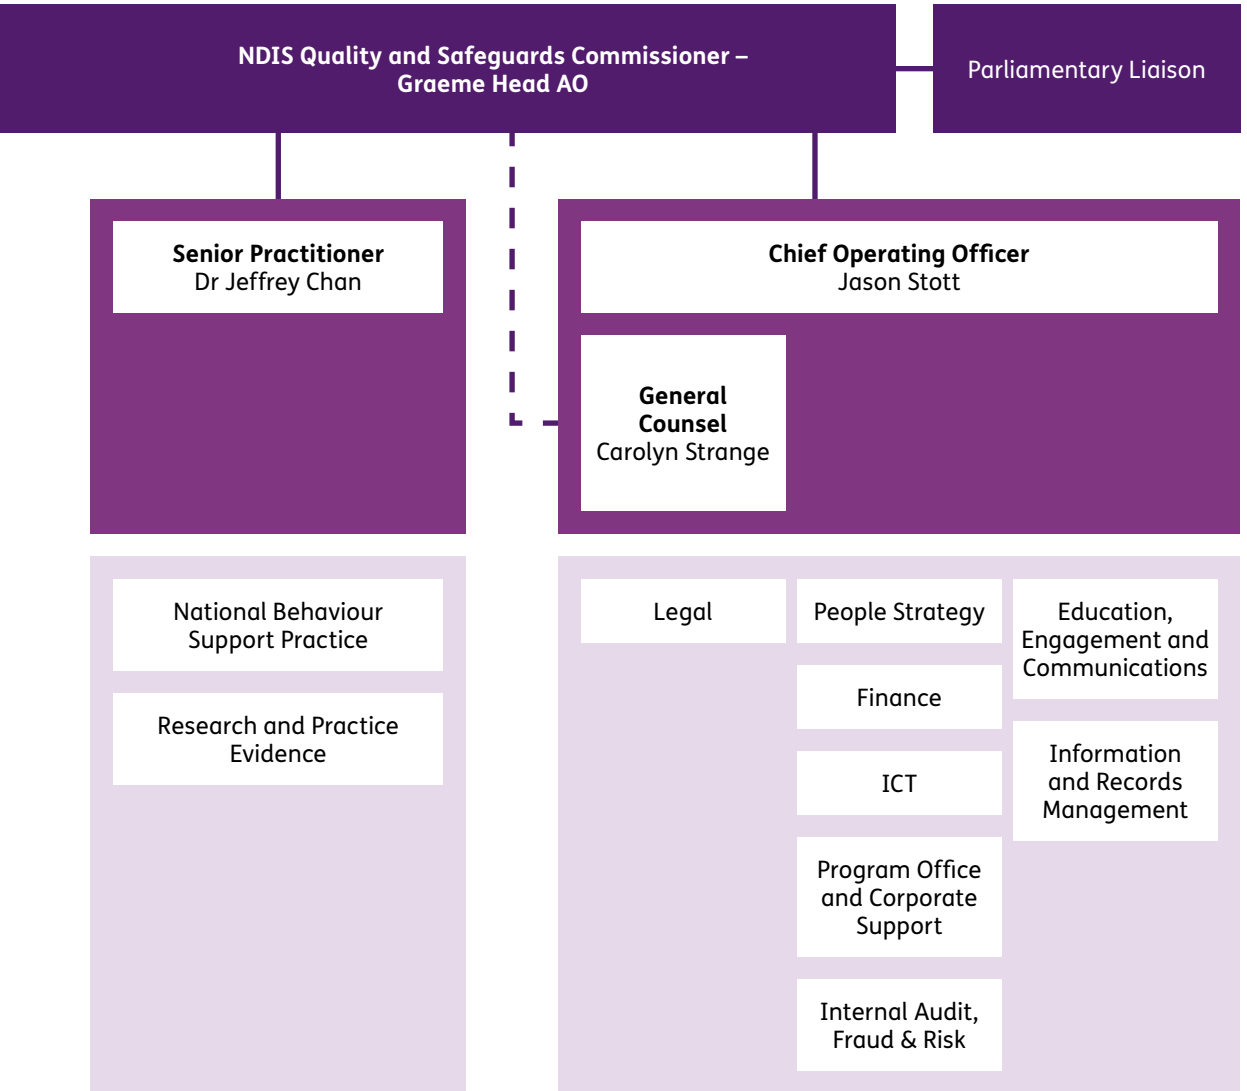 NDIS Quality and Safeguards Commissioner –
Graeme Head AO
Parliamentary Liaison
Senior Practitioner
Dr Jeffrey Chan
Chief Operating Officer
Jason Stott
General
Counsel
Carolyn Strange
National Behaviour
Support Practice
Research and Practice
Evidence
Legal
People Strategy
Finance
ICT
Program Office
and Corporate
Support
Internal Audit,
Fraud & Risk
Education,
Engagement and
Communications
Information
and Records
Management